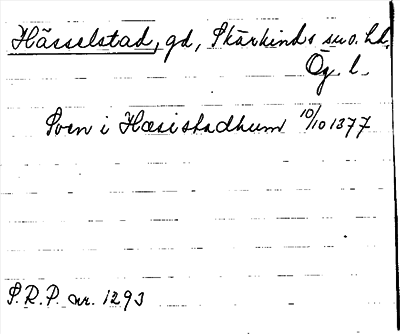 Hässelstad, gd, Skärkinds sn o. hd,
Ög. l.
Sven i Hæsistadhum 10/10 1377
S.R.P. nr. 1293